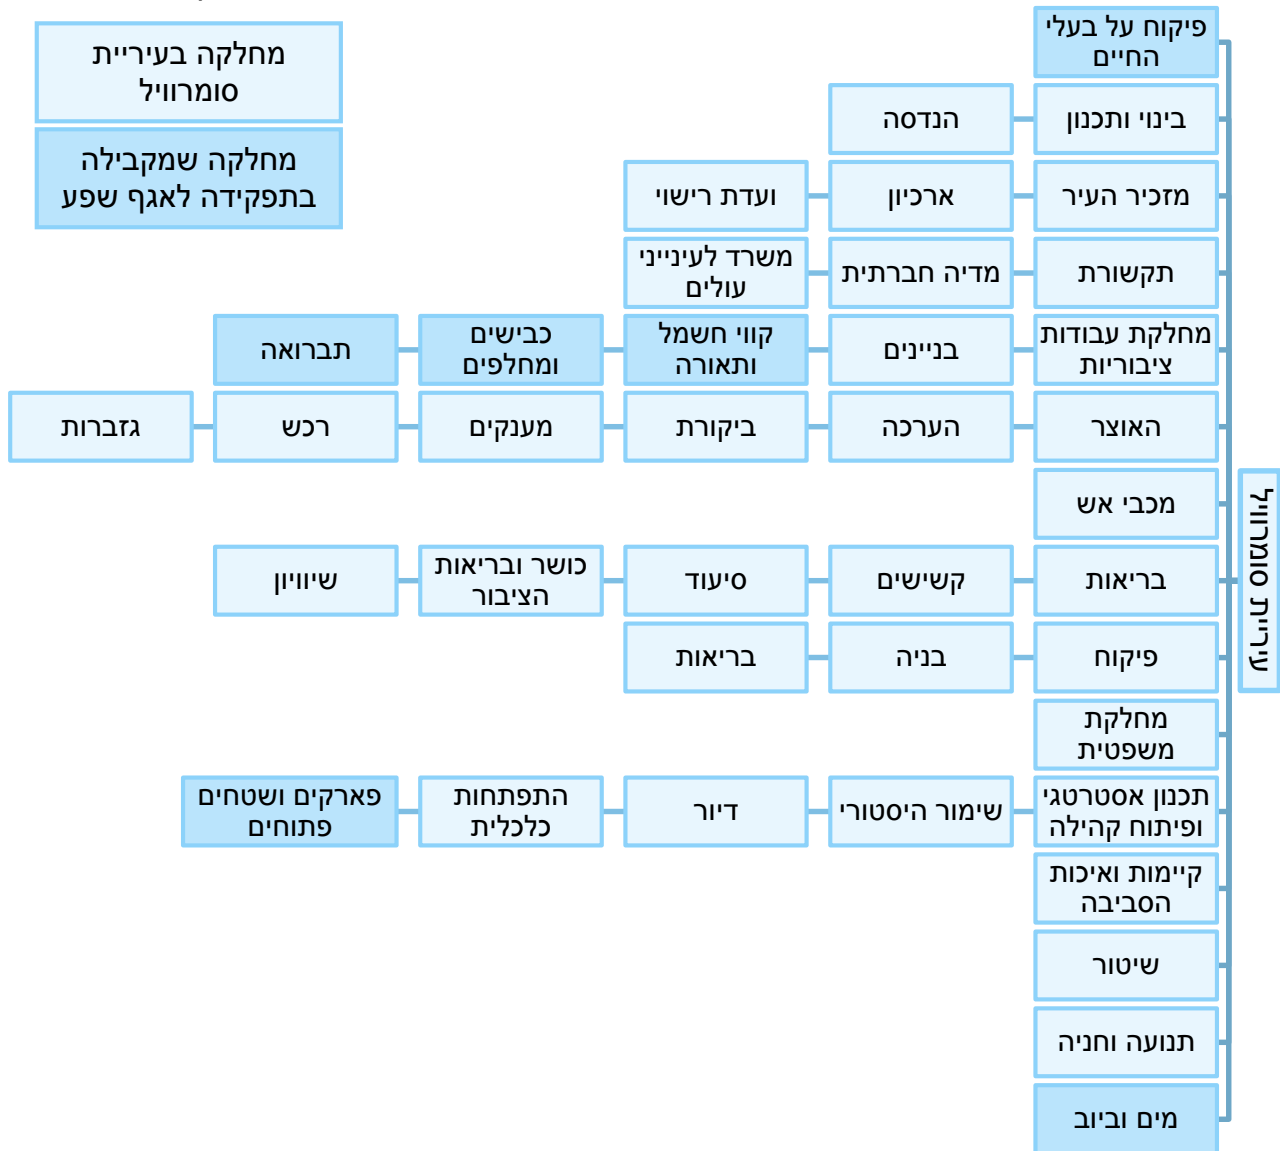 מחלקה בעיריית
סומרוויל
מחלקה שמקבילה
בתפקידה לאגף שפע
עיריית סומרוויל
פיקוח על בעלי
החיים
בינוי ותכנון
הנדסה
מזכיר העיר
ארכיון
ועדת רישוי
תקשורת
מדיה חברתית
משרד לעינייני
עולים
מחלקת עבודות
ציבוריות
בניינים
קווי חשמל
ותאורה
כבישים
ומחלפים
תברואה
האוצר
הערכה
ביקורת
מענקים
רכש
גזברות
מכבי אש
בריאות
קשישים
סיעוד
כושר ובריאות
הציבור
שיוויון
פיקוח
בניה
בריאות
מחלקת
משפטית
תכנון אסטרטגי
ופיתוח קהילה
שימור היסטורי
דיור
התפתחות
כלכלית
פארקים ושטחים
פתוחים
קיימות ואיכות
הסביבה
שיטור
תנועה וחניה
מים וביוב